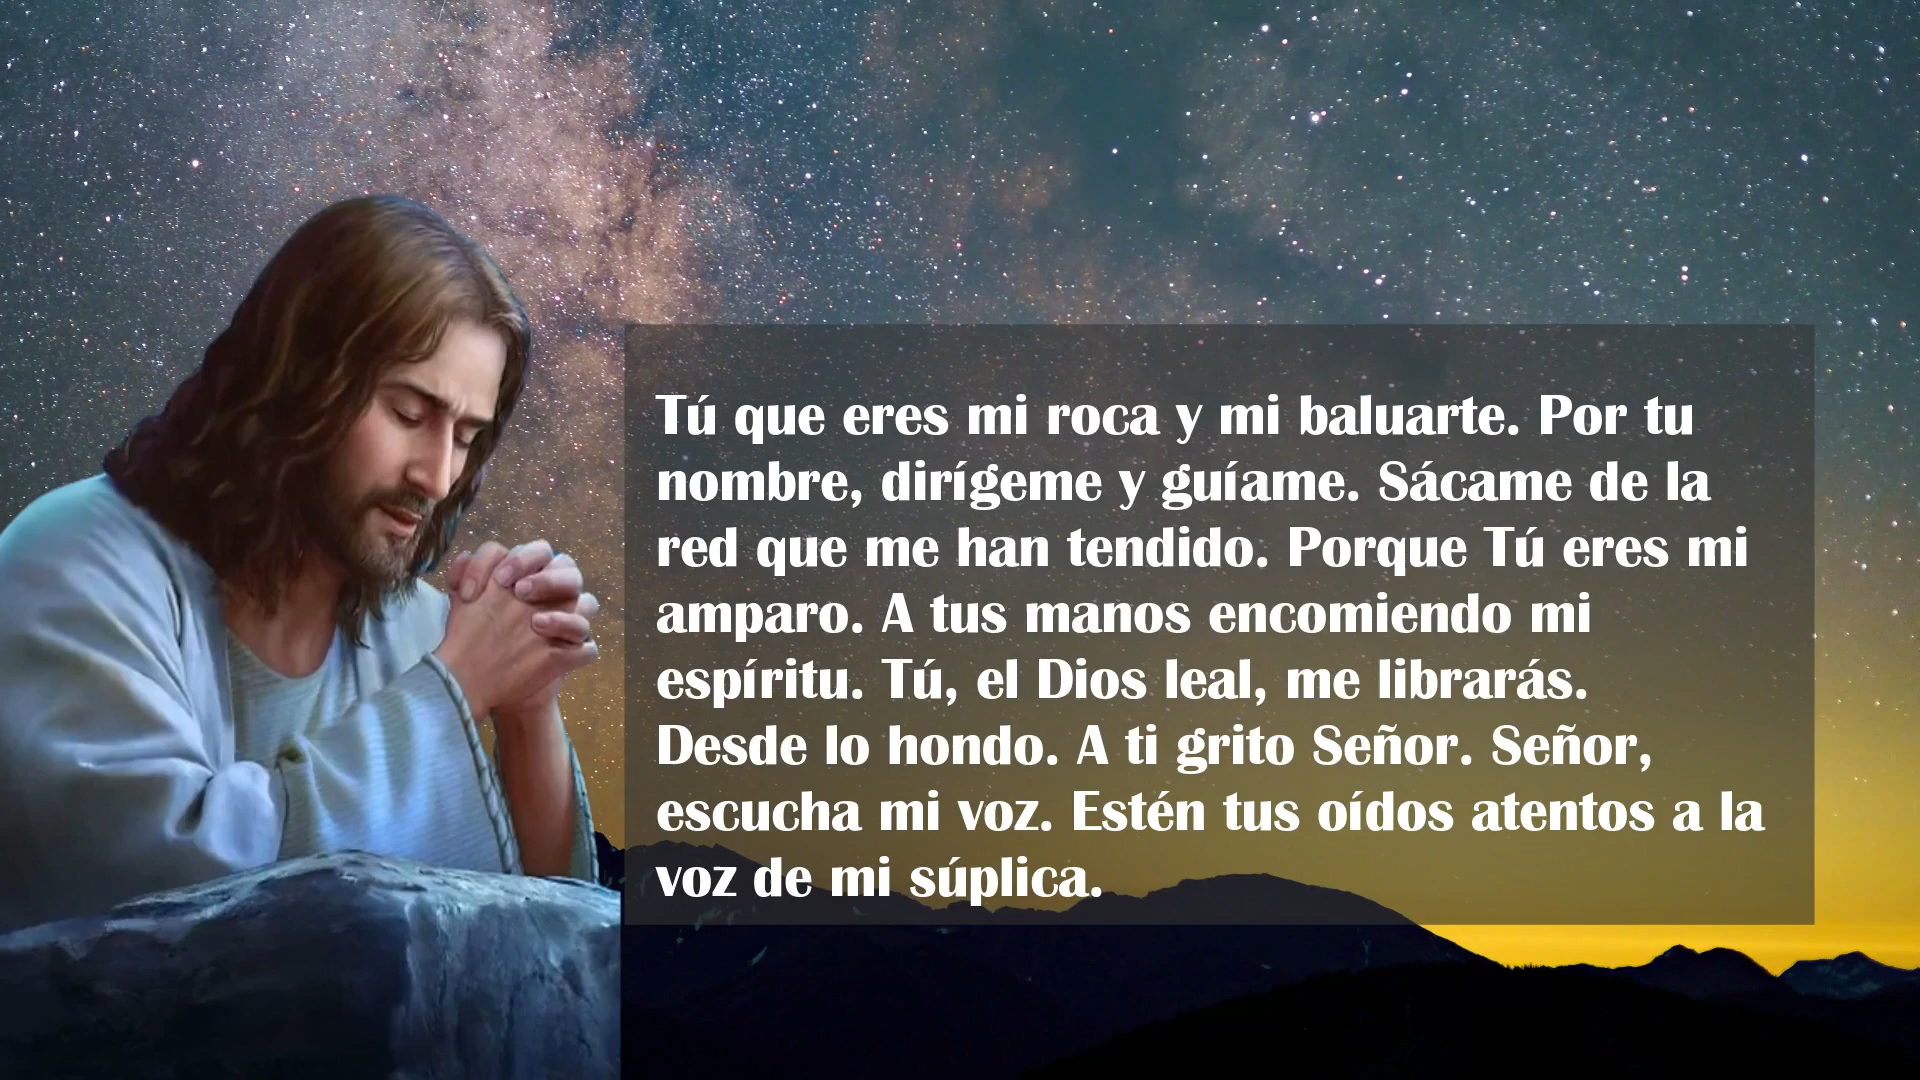 Tú que eres mi roca y mi baluarte. Por tu
nombre, dirígeme y guíame. Sácame de la
red que me han tendido. Porque Tú eres mi
amparo. A tus manos encomiendo mi
espíritu. Tú, el Dios leal, me librarás.
Desde lo hondo. A ti grito Señor. Señor,
escucha mi voz. Estén tus oídos atentos a la
voz de mi súplica.